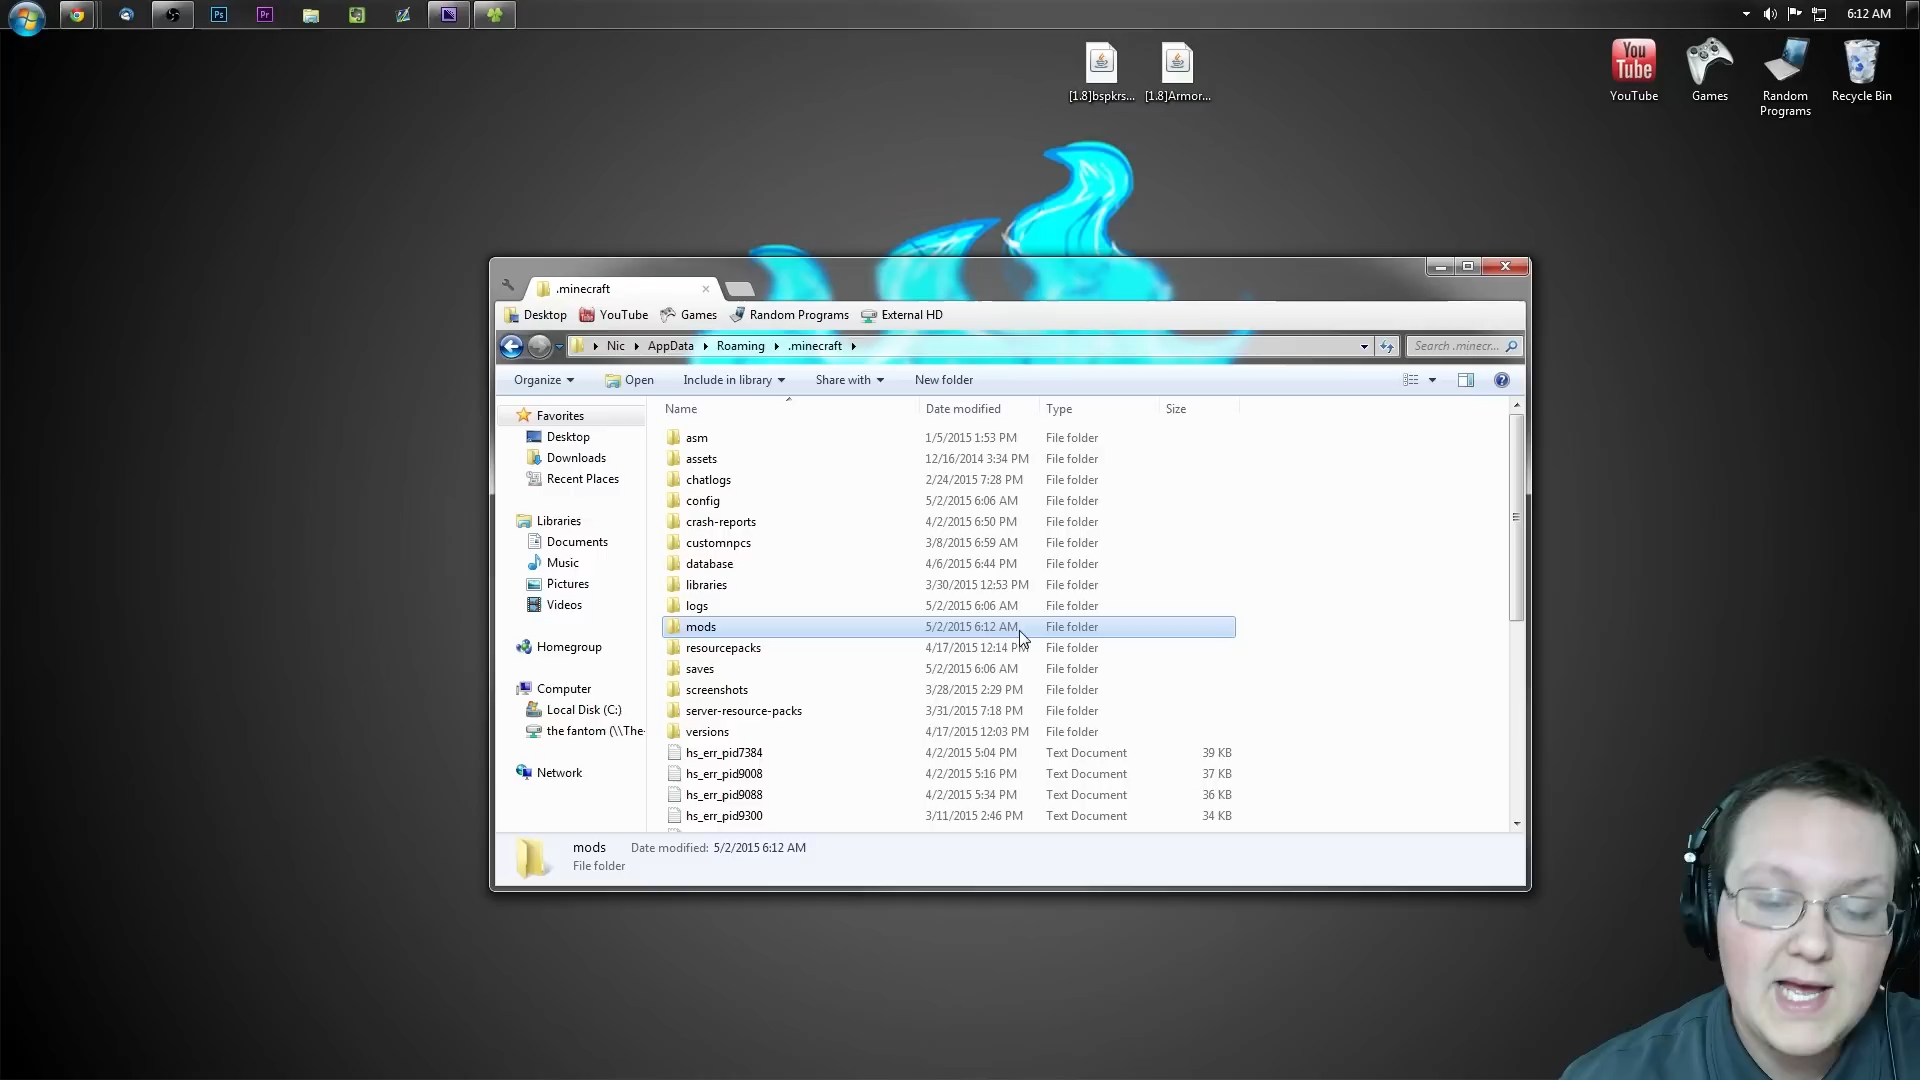 Ps Pr 6:12 AM
[1.8]bspkrs... [1.8]Armor...
You Tube
YouTube Games Random Programs Recycle Bin
.minecraft
Desktop YouTube Games Random Programs External HD
Nic AppData Roaming .minecraft Search .minecr...
Organize Open Include in library Share with New folder
Name Date modified Type Size
Favorites
Desktop
Downloads
Recent Places
Libraries
Documents
Music
Pictures
Videos
Homegroup
Computer
Local Disk (C:)
the fantom (\\The-
Network
asm 1/5/2015 1:53 PM File folder
assets 12/16/2014 3:34 PM File folder
chatlogs 2/24/2015 7:28 PM File folder
config 5/2/2015 6:06 AM File folder
crash-reports 4/2/2015 6:50 PM File folder
customnpcs 3/8/2015 6:59 AM File folder
database 4/6/2015 6:44 PM File folder
libraries 3/30/2015 12:53 PM File folder
logs 5/2/2015 6:06 AM File folder
mods 5/2/2015 6:12 AM File folder
resourcepacks 4/17/2015 12:14 PM File folder
saves 5/2/2015 6:06 AM File folder
screenshots 3/28/2015 2:29 PM File folder
server-resource-packs 3/31/2015 7:18 PM File folder
versions 4/17/2015 12:03 PM File folder
hs_err_pid7384 4/2/2015 5:04 PM Text Document 39 KB
hs_err_pid9008 4/2/2015 5:16 PM Text Document 37 KB
hs_err_pid9088 4/2/2015 5:34 PM Text Document 36 KB
hs_err_pid9300 3/11/2015 2:46 PM Text Document 34 KB
mods Date modified: 5/2/2015 6:12 AM
File folder